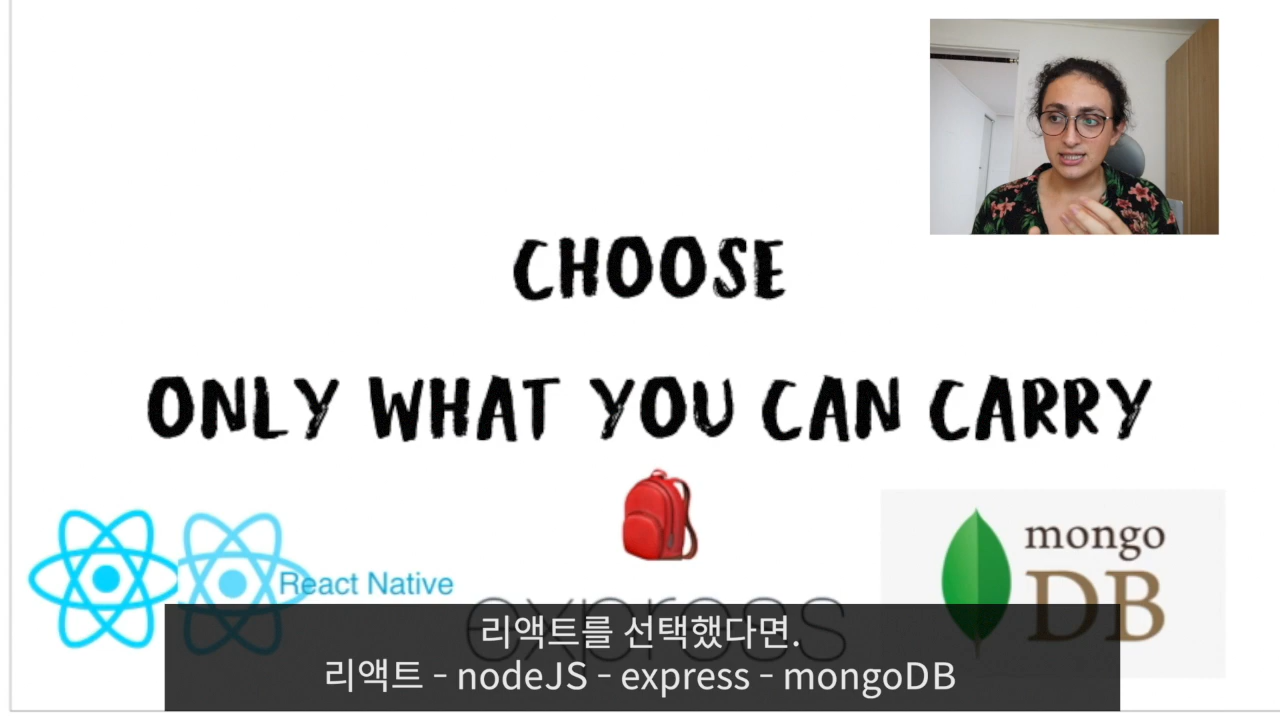 CHOOSE
ONLY WHAT YOU CAN CARRY
React Native
express
mongo
DB
리액트를 선택했다면.
리액트 - nodeJS - express - mongoDB